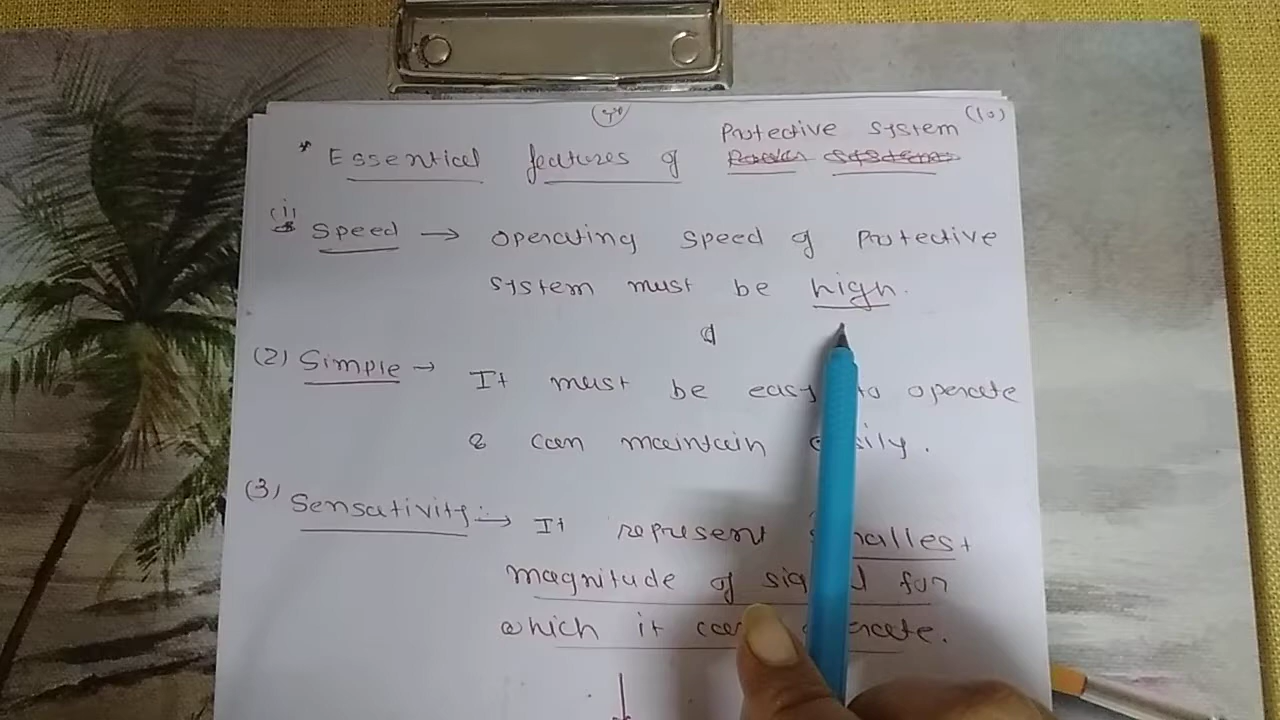 (10)
* Essential features of Protective system
(1) Speed → Operating speed of Protective
system must be high.
(2) Simple → It must be easy to operate
& can maintain easily.
(3) Sensativity:→ It represent smallest
magnitude of signal for
which it can operate.